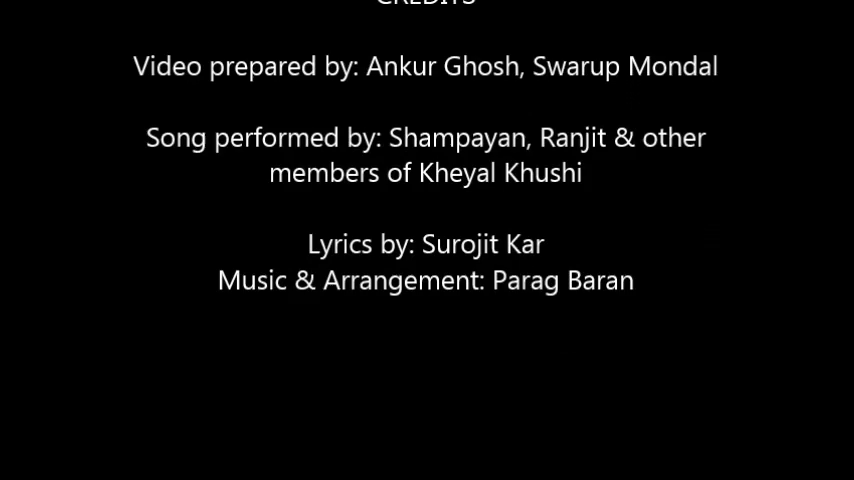 CREDITS
Video prepared by: Ankur Ghosh, Swarup Mondal
Song performed by: Shampayan, Ranjit & other
members of Kheyal Khushi
Lyrics by: Surojit Kar
Music & Arrangement: Parag Baran